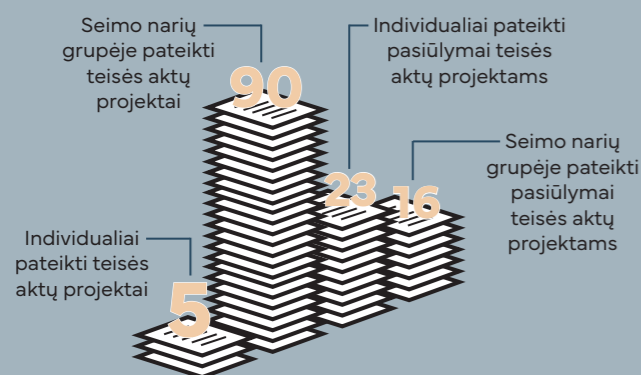 Seimo narių
grupėje pateikti
teisės aktų
projektai
90
Individualiai pateikti
pasiūlymai teisės
aktų projektams
23
Seimo narių
grupėje pateikti
pasiūlymai
teisės aktų
projektams
16
Individualiai
pateikti teisės
aktų projektai
5